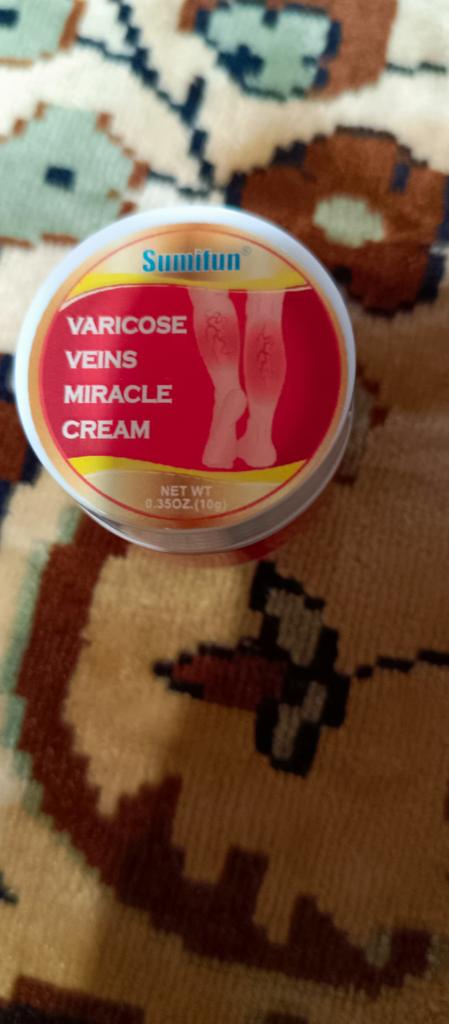 Sumifun®
VARICOSE
VEINS
MIRACLE
CREAM
NET WT
0.35OZ.(10g)